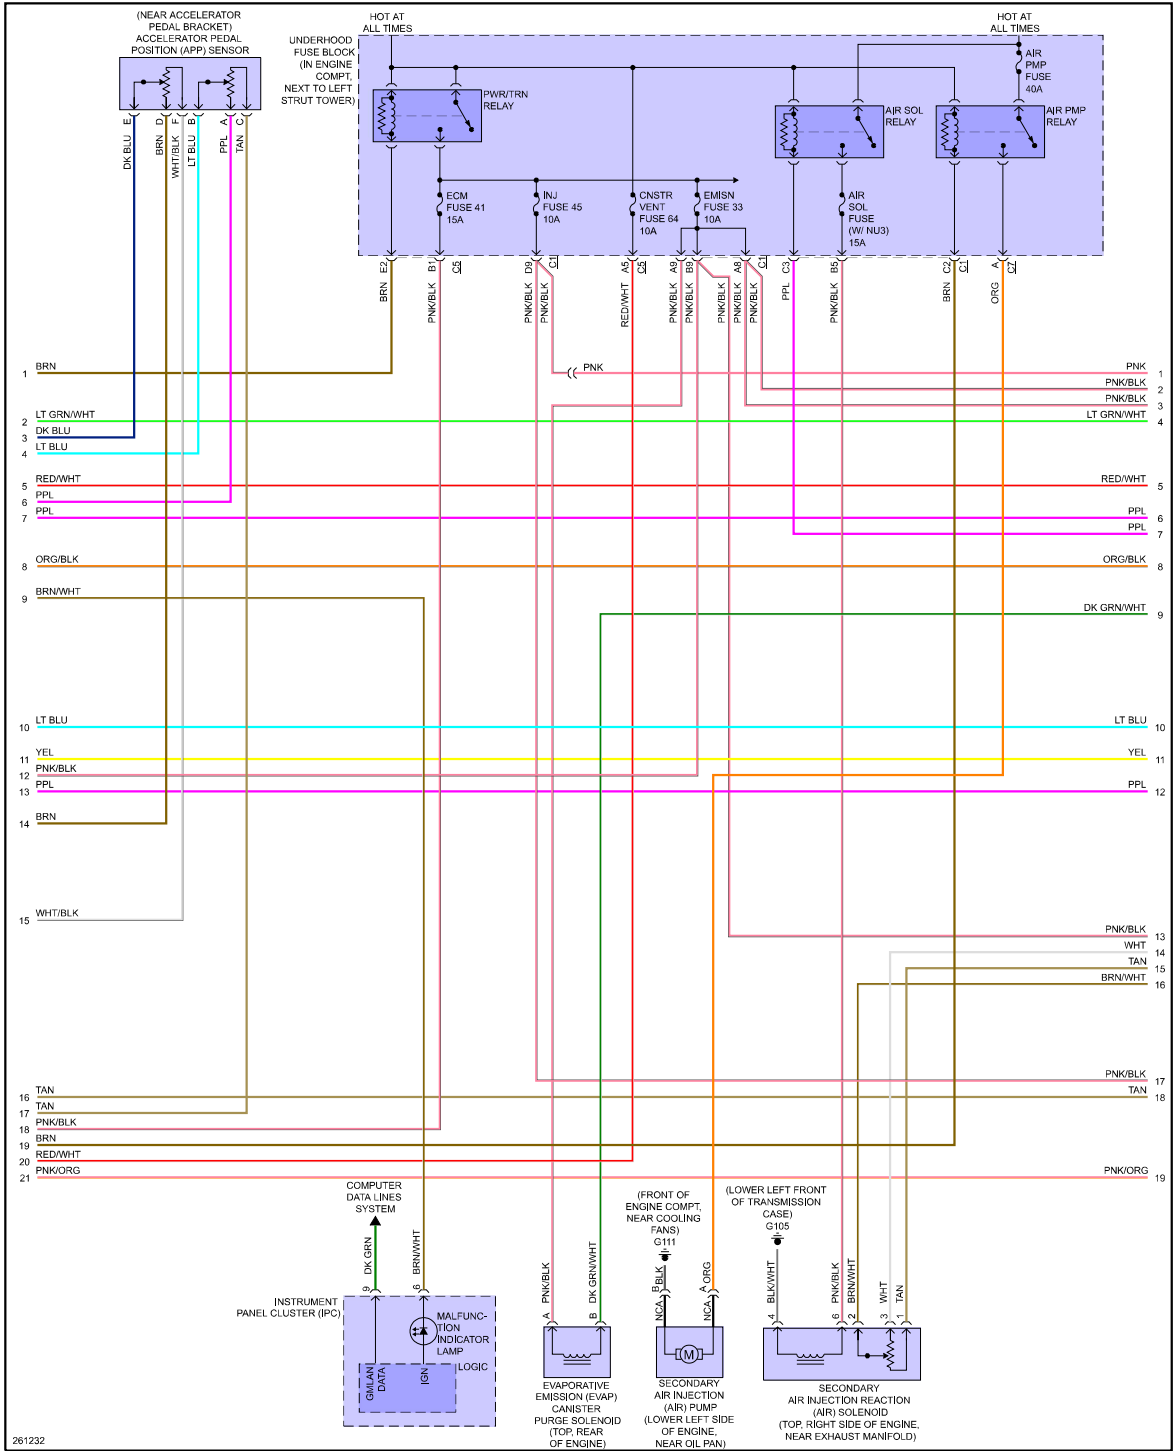 (NEAR ACCELERATOR
PEDAL BRACKET)
ACCELERATOR PEDAL
POSITION (APP) SENSOR
HOT AT
ALL TIMES
HOT AT
ALL TIMES
UNDERHOOD
FUSE BLOCK
(IN ENGINE
COMPT,
NEXT TO LEFT
STRUT TOWER)
AIR
PMP
FUSE
40A
PWR/TRN
RELAY
AIR SOL
RELAY
AIR PMP
RELAY
ECM
FUSE 41
15A
INJ
FUSE 45
10A
CNSTR
VENT
FUSE 64
10A
EMISN
FUSE 33
10A
AIR
SOL
FUSE
(W/ NU3)
15A
E
D
F
B
A
C
DK BLU
BRN
WHT/BLK
LT BLU
PPL
TAN
E2
B1
C5
D9
C1
A5
C5
A9
B9
A8
C1
C3
B5
C2
C1
A
C7
BRN
PNK/BLK
PNK/BLK
PNK/BLK
RED/WHT
PNK/BLK
PNK/BLK
PNK/BLK
PNK/BLK
PNK/BLK
PPL
PNK/BLK
BRN
ORG
1 BRN
PNK
PNK 1
PNK/BLK 2
PNK/BLK 3
2 LT GRN/WHT
LT GRN/WHT 4
3 DK BLU
4 LT BLU
5 RED/WHT
RED/WHT 5
6 PPL
7 PPL
PPL 6
PPL 7
8 ORG/BLK
ORG/BLK 8
9 BRN/WHT
DK GRN/WHT 9
10 LT BLU
LT BLU 10
11 YEL
YEL 11
12 PNK/BLK
13 PPL
PPL 12
14 BRN
15 WHT/BLK
PNK/BLK 13
WHT 14
TAN 15
BRN/WHT 16
PNK/BLK 17
16 TAN
TAN 18
17 TAN
18 PNK/BLK
19 BRN
20 RED/WHT
21 PNK/ORG
PNK/ORG 19
COMPUTER
DATA LINES
SYSTEM
(FRONT OF
ENGINE COMPT,
NEAR COOLING
FANS)
G111
(LOWER LEFT FRONT
OF TRANSMISSION
CASE)
G105
DK GRN
BRN/WHT
PNK/BLK
DK GRN/WHT
BLK
ORG
BLK/WHT
PNK/BLK
BRN/WHT
WHT
TAN
9
6
A
B
B
A
NCA
NCA
4
6
2
3
1
INSTRUMENT
PANEL CLUSTER (IPC)
MALFUNC-
TION
INDICATOR
LAMP
LOGIC
GMLAN
DATA
IGN
M
EVAPORATIVE
EMISSION (EVAP)
CANISTER
PURGE SOLENOID
(TOP, REAR
OF ENGINE)
SECONDARY
AIR INJECTION
(AIR) PUMP
(LOWER LEFT SIDE
OF ENGINE,
NEAR OIL PAN)
SECONDARY
AIR INJECTION REACTION
(AIR) SOLENOID
(TOP, RIGHT SIDE OF ENGINE,
NEAR EXHAUST MANIFOLD)
261232